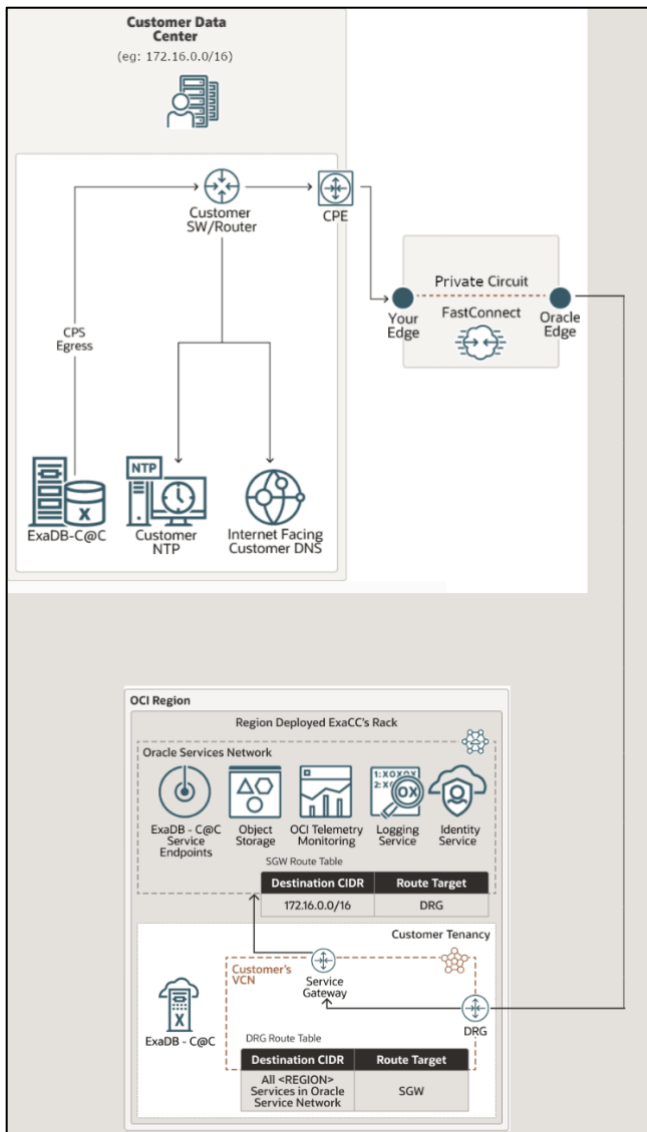 Customer Data
Center
(eg: 172.16.0.0/16)
Customer
SW/Router
CPE
Private Circuit
Your
Edge
FastConnect
Oracle
Edge
CPS
Egress
NTP
X
ExaDB-C@C
Customer
NTP
Internet Facing
Customer DNS
OCI Region
Region Deployed ExaCC's Rack
Oracle Services Network
1:XOXOX
2:X
OX
ExaDB - C@C
Service
Endpoints
Object
Storage
OCI Telemetry
Monitoring
Logging
Service
Identity
Service
SGW Route Table
Destination CIDR Route Target
172.16.0.0/16 DRG
Customer Tenancy
Customer's
VCN
Service
Gateway
X
ExaDB - C@C
DRG
DRG Route Table
Destination CIDR Route Target
All <REGION>
Services in Oracle
Service Network
SGW